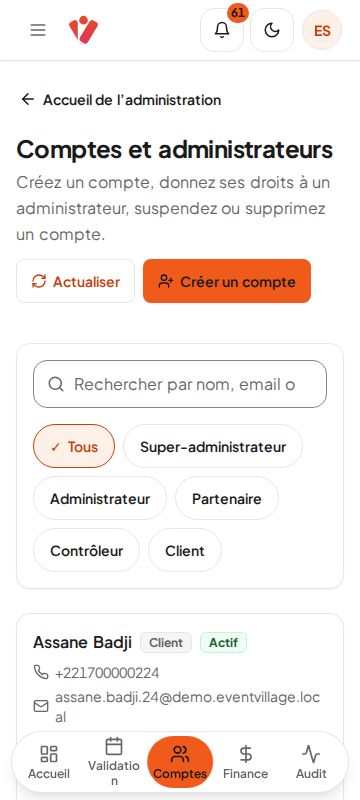 61
ES
Accueil de l'administration
Comptes et administrateurs
Créez un compte, donnez ses droits à un
administrateur, suspendez ou supprimez
un compte.
Actualiser
Créer un compte
Rechercher par nom, email o
✓ Tous
Super-administrateur
Administrateur
Partenaire
Contrôleur
Client
Assane Badji Client Actif
+221700000224
assane.badji.24@demo.eventvillage.loc
al
Accueil
Validatio
n
Comptes
Finance
Audit